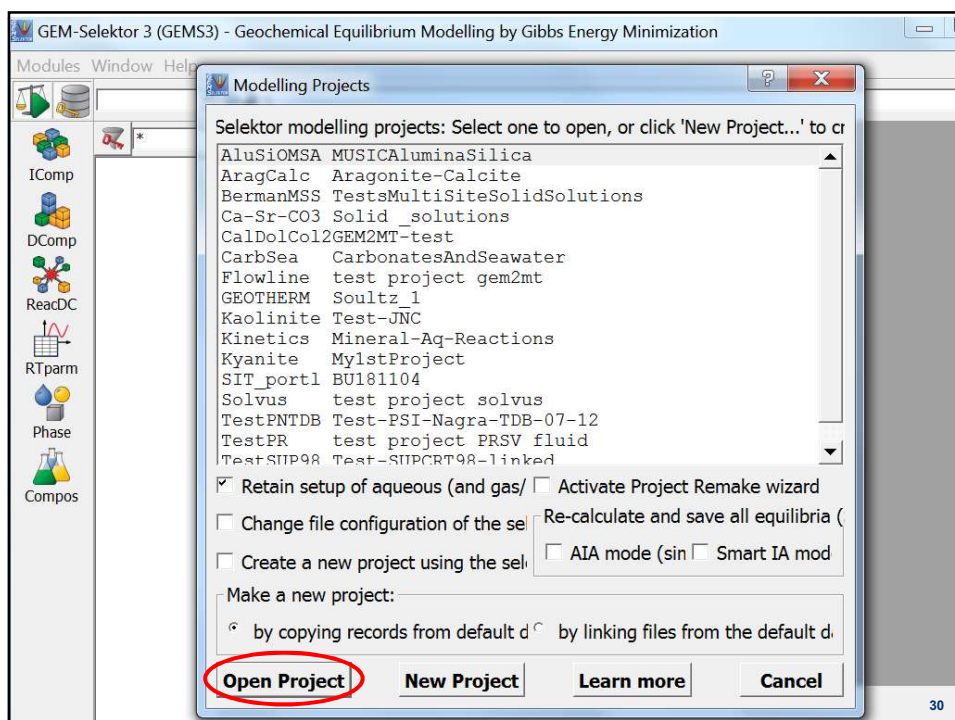 GEM-Selektor 3 (GEMS3) - Geochemical Equilibrium Modelling by Gibbs Energy Minimization
Modules Window Help
Modelling Projects
Selektor modelling projects: Select one to open, or click 'New Project...' to cr
*
IComp
DComp
ReacDC
RTparm
Phase
Compos
AluSiOMSA MUSICAluminaSilica
AragCalc Aragonite-Calcite
BermanMSS TestsMultiSiteSolidSolutions
Ca-Sr-CO3 Solid _solutions
CalDolCol2GEM2MT-test
CarbSea CarbonatesAndSeawater
Flowline test project gem2mt
GEOTHERM Soultz_1
Kaolinite Test-JNC
Kinetics Mineral-Aq-Reactions
Kyanite My1stProject
SIT_portl BU181104
Solvus test project solvus
TestPNTDB Test-PSI-Nagra-TDB-07-12
TestPR test project PRSV fluid
TestSUP98 Test-SUPCRT98-linked
Retain setup of aqueous (and gas/ Activate Project Remake wizard
Change file configuration of the sel
Re-calculate and save all equilibria (
Create a new project using the sel
AIA mode (sin Smart IA mod
Make a new project:
by copying records from default d by linking files from the default d
Open Project New Project Learn more Cancel
30